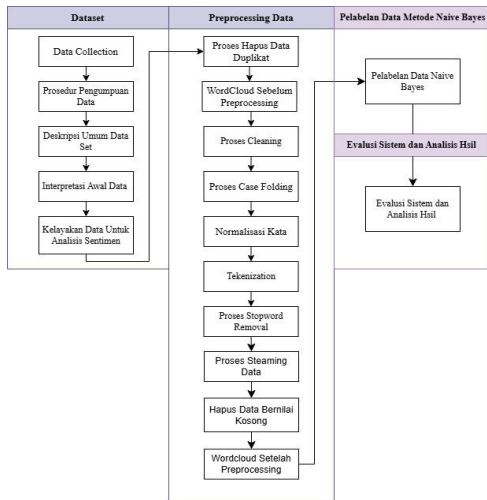 Dataset
Data Collection
Prosedur Pengumpuan
Data
Deskripsi Umum Data
Set
Interpretasi Awal Data
Kelayakan Data Untuk
Analisis Sentimen
Preprocessing Data
Proses Hapus Data
Duplikat
WordCloud Sebelum
Preprocessing
Proses Cleaning
Proses Case Folding
Normalisasi Kata
Tekenization
Proses Stopword
Removal
Proses Steaming
Data
Hapus Data Bernilai
Kosong
Wordcloud Setelah
Preprocessing
Pelabelan Data Metode Naive Bayes
Pelabelan Data Naive
Bayes
Evalusi Sistem dan Analisis Hsil
Evalusi Sistem dan
Analisis Hsil